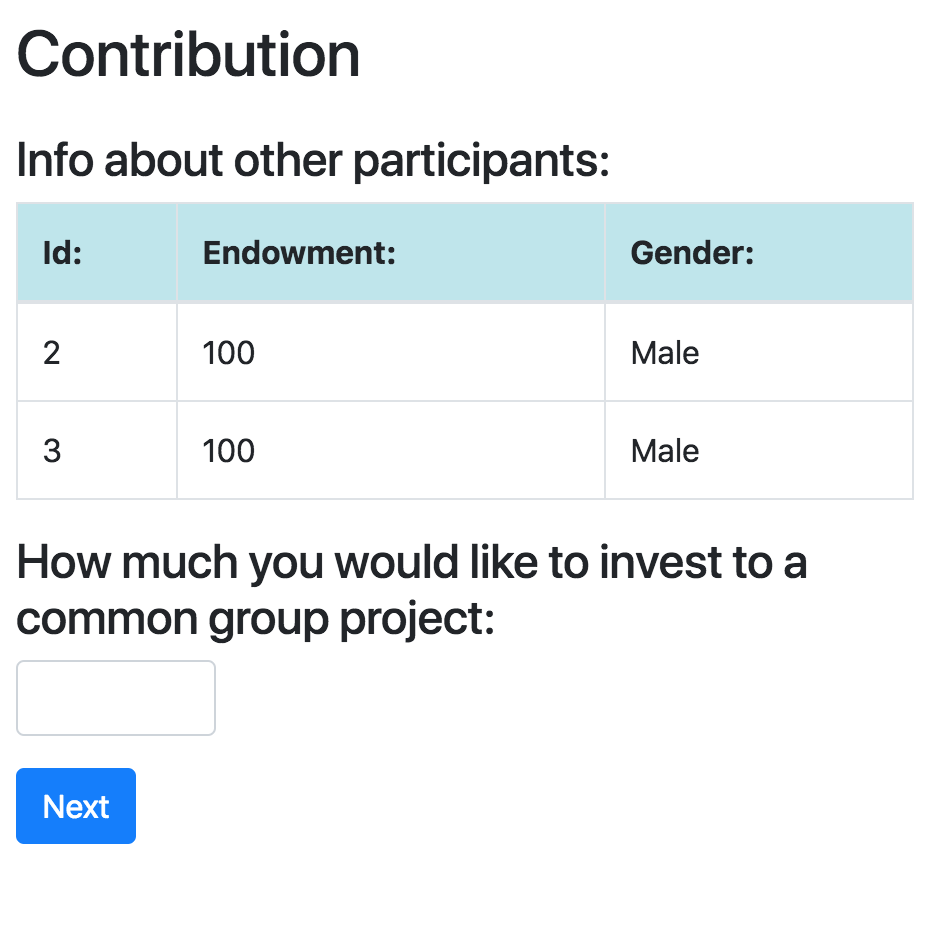 Contribution
Info about other participants:
Id: Endowment: Gender:
2 100 Male
3 100 Male
How much you would like to invest to a
common group project:
Next